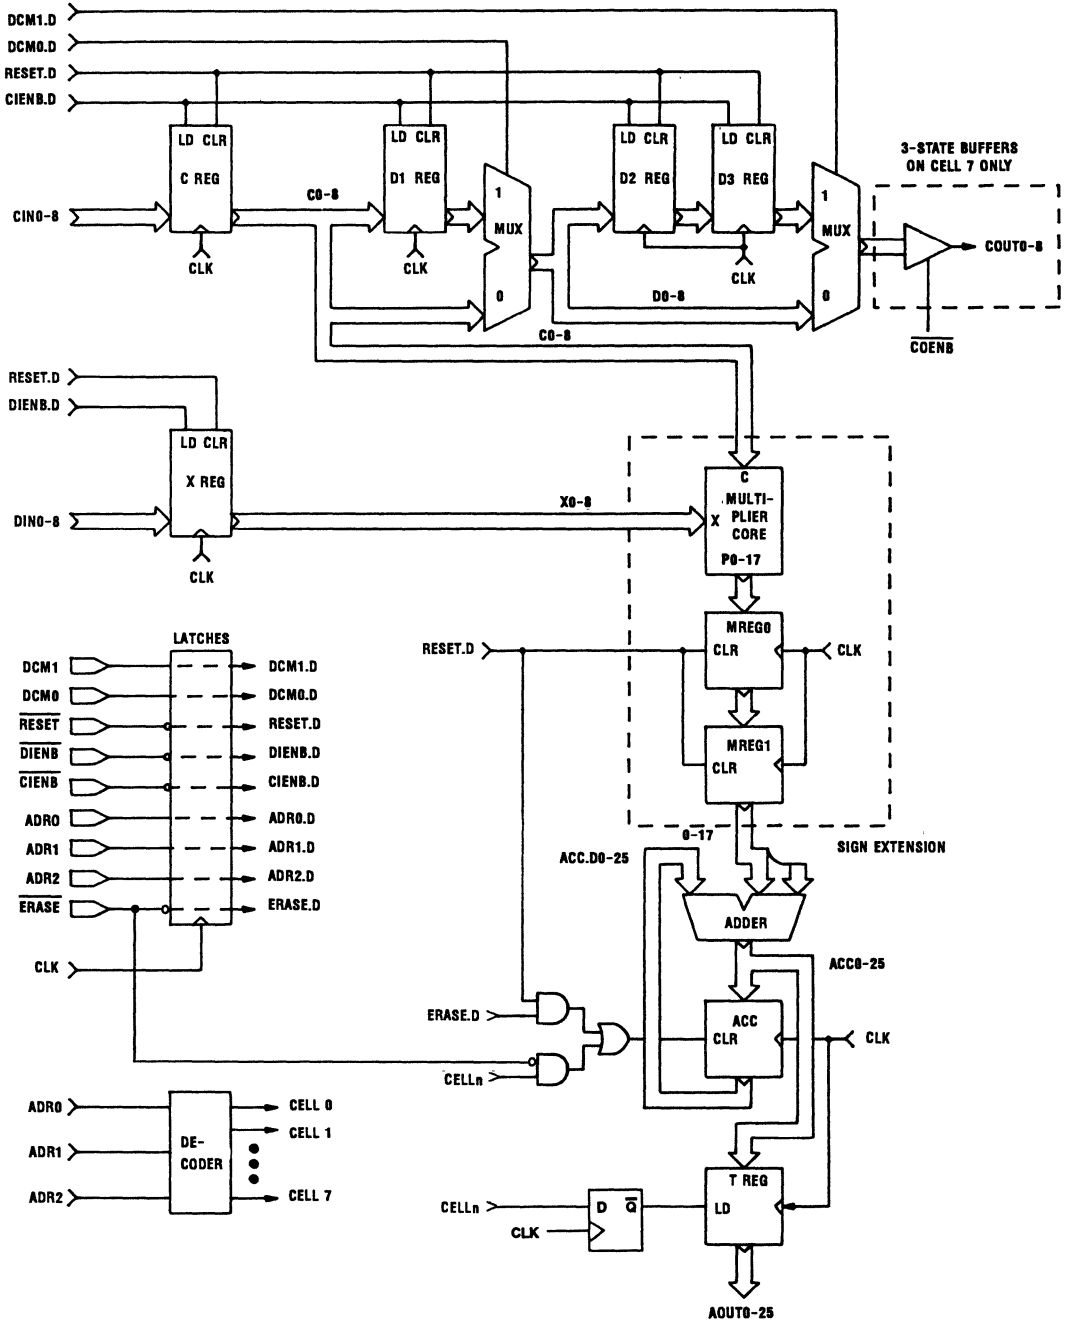 DCM1.D
DCM0.D
RESET.D
CIENB.D
LD CLR
C REG
LD CLR
D1 REG
LD CLR
D2 REG
LD CLR
D3 REG
3-STATE BUFFERS
ON CELL 7 ONLY
CIN0-8
C0-8
1
MUX
0
1
MUX
0
COUT0-8
CLK
CLK
CLK
D0-8
C0-8
COENB
RESET.D
DIENB.D
LD CLR
X REG
DIN0-8
X0-8
CLK
C
X
MULTI-
PLIER
CORE
P0-17
MREG0
CLR
RESET.D
CLK
MREG1
CLR
LATCHES
DCM1
DCM1.D
DCM0
DCM0.D
RESET
RESET.D
DIENB
DIENB.D
CIENB
CIENB.D
ADR0
ADR0.D
ADR1
ADR1.D
ADR2
ADR2.D
ERASE
ERASE.D
CLK
0-17
SIGN EXTENSION
ACC.D0-25
ADDER
ACC0-25
ACC
CLR
CLK
ERASE.D
CELLn
ADR0
ADR1
ADR2
DE-
CODER
CELL 0
CELL 1
CELL 7
CELLn
CLK
D Q
T REG
LD
AOUT0-25